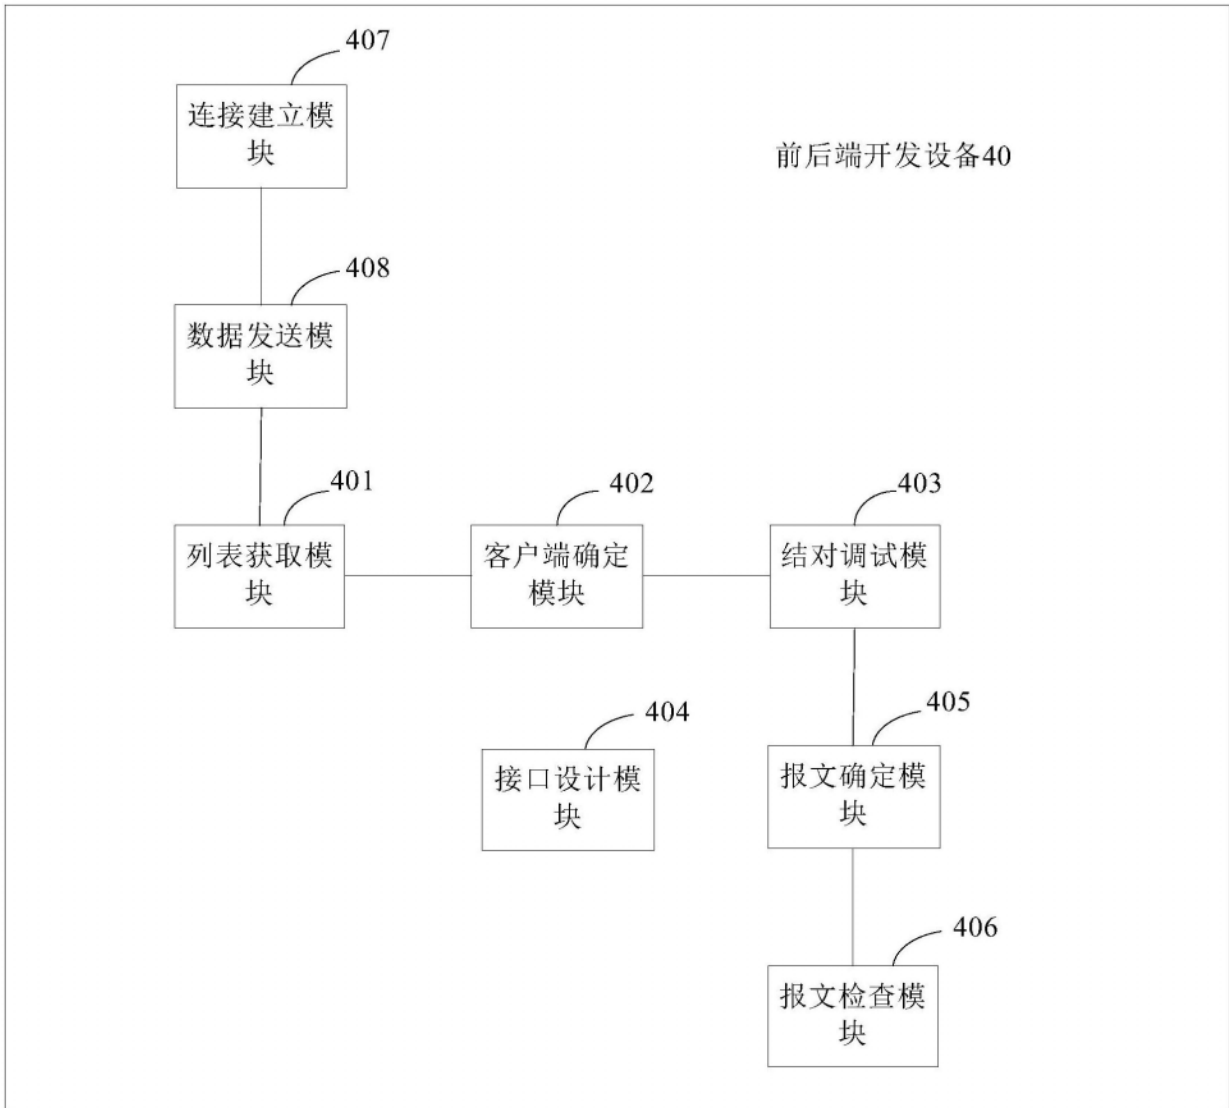 407
连接建立模
块
前后端开发设备40
408
数据发送模
块
401
402
403
列表获取模
块
客户端确定
模块
结对调试模
块
404
405
接口设计模
块
报文确定模
块
406
报文检查模
块